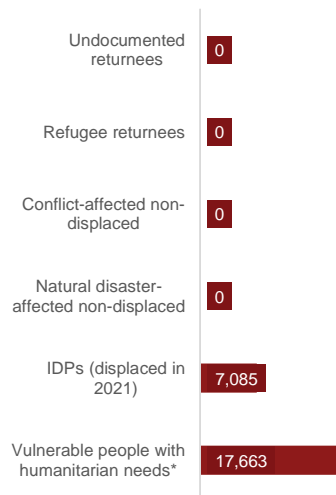 Undocumented
returnees
0
Refugee returnees
0
Conflict-affected non-
displaced
0
Natural disaster-
affected non-displaced
0
IDPs (displaced in
2021)
7,085
Vulnerable people with
humanitarian needs*
17,663